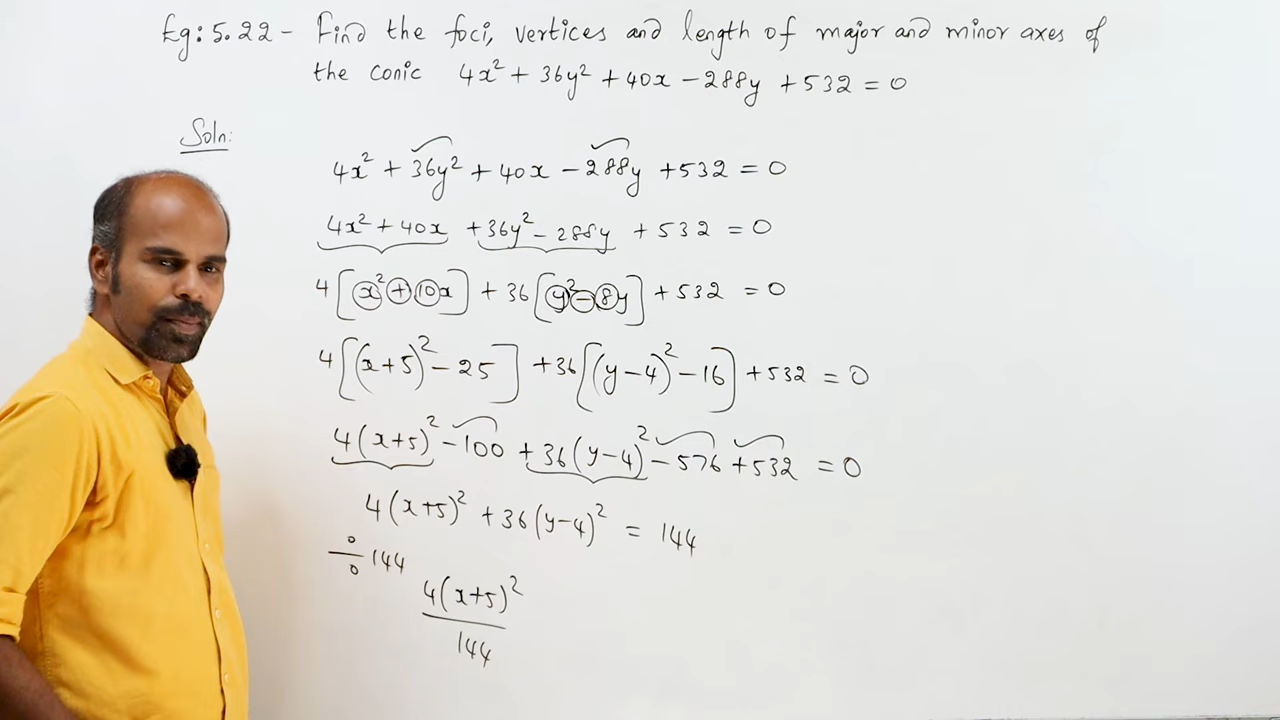 Eg: 5.22 - Find the foci, vertices and length of major and minor axes of
the conic 4x² + 36y² + 40x - 288y + 532 = 0
Soln:
4x² + 36y² + 40x - 288y + 532 = 0
4x² + 40x + 36y² - 288y + 532 = 0
4[x² + 10x] + 36[y² - 8y] + 532 = 0
4[(x+5)² - 25] + 36[(y-4)² - 16] + 532 = 0
4(x+5)² - 100 + 36(y-4)² - 576 + 532 = 0
4(x+5)² + 36(y-4)² = 144
÷ 144
4(x+5)²
144